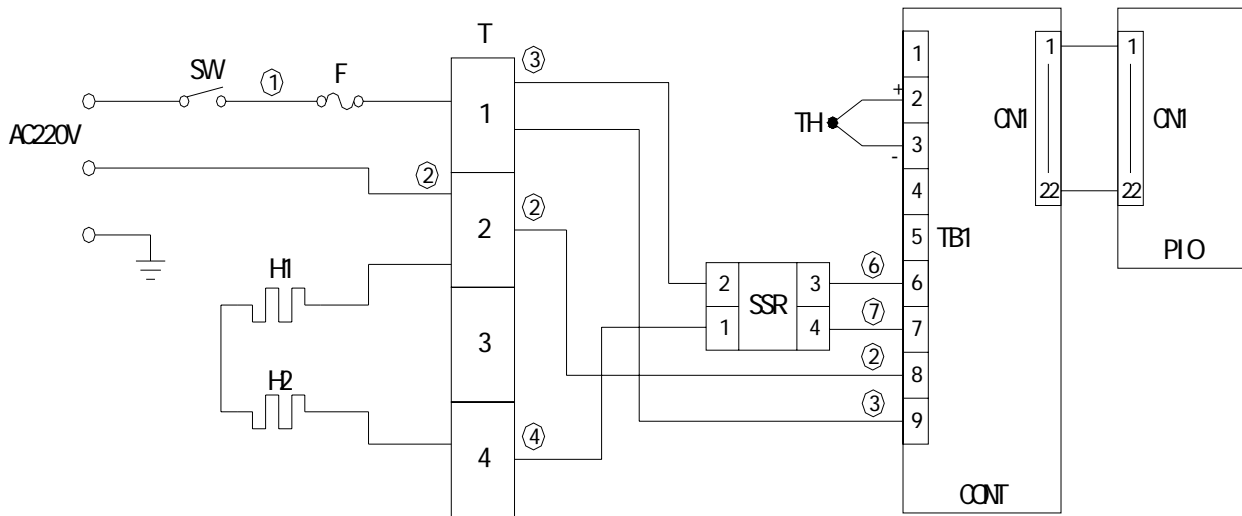 T
SW
①
F
AC220V
②
H1
H2
1
2
3
4
③
②
④
2
1
SSR
3
4
⑥
⑦
②
③
TH
+
-
1
2
3
4
5
6
7
8
9
TB1
CONT
CN1
1
22
1
22
CN1
PIO